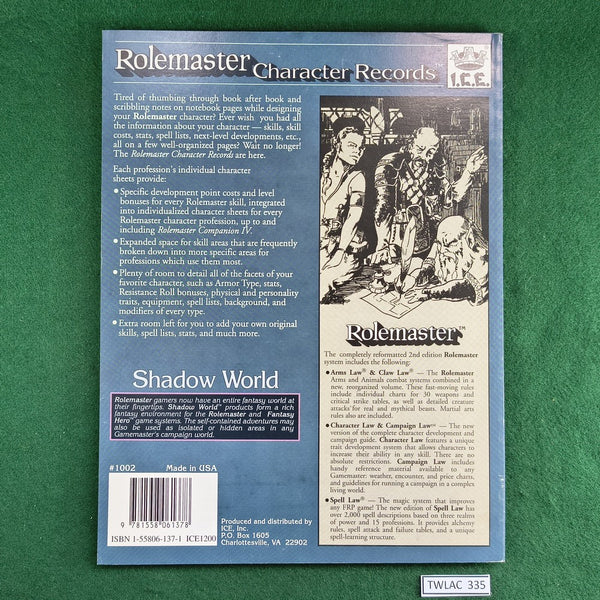 Rolemaster Character Records
I.C.E.
Tired of thumbing through book after book and
scribbling notes on notebook pages while designing
your Rolemaster character? Ever wish you had all
the information about your character — skills, skill
costs, stats, spell lists, next-level developments, etc.,
all on a few well-organized pages? Wait no longer!
The Rolemaster Character Records are here.
Each profession's individual character
sheets provide:
● Specific development point costs and level
bonuses for every Rolemaster skill, integrated
into individualized character sheets for every
Rolemaster character profession, up to and
including Rolemaster Companion IV.
● Expanded space for skill areas that are frequently
broken down into more specific areas for
professions which use them most.
● Plenty of room to detail all of the facets of your
favorite character, such as Armor Type, stats,
Resistance Roll bonuses, physical and personality
traits, equipment, spell lists, background, and
modifiers of every type.
● Extra room left for you to add your own original
skills, spell lists, stats, and much more.
Shadow World
Rolemaster gamers now have an entire fantasy world at
their fingertips. Shadow World™ products form a rich
fantasy environment for the Rolemaster and Fantasy
Hero™ game systems. The self-contained adventures may
also be used as isolated or hidden areas in any
Gamemaster's campaign world.
#1002 Made in USA
9 781558 061378
ISBN 1-55806-137-1 ICE1200
Produced and distributed by
ICE, Inc.
P.O. Box 1605
Charlottesville, VA 22902
Rolemaster™
The completely reformatted 2nd edition Rolemaster
system includes the following:
● Arms Law® & Claw Law® — The Rolemaster
Arms and Animals combat systems combined in a
new, reorganized volume. These fast-moving rules
include individual charts for 30 weapons and
critical strike tables, as well as detailed creature
attacks for real and mythical beasts. Martial arts
rules also are included.
● Character Law & Campaign Law™ — The new
version of the complete character development and
campaign guide. Character Law features a unique
trait development system that allows characters to
increase their ability in any skill. There are no
absolute restrictions. Campaign Law includes
handy reference material available to any
Gamemaster: weather, encounter, and price charts,
and guidelines for running a campaign in a complex
living world.
● Spell Law® — The magic system that improves
any FRP game! The new edition of Spell Law has
over 2,000 spell descriptions based on three realms
of power and 15 professions. It provides alchemy
rules, spell attack and failure tables, and a unique
spell-learning structure.
TWLAC 335